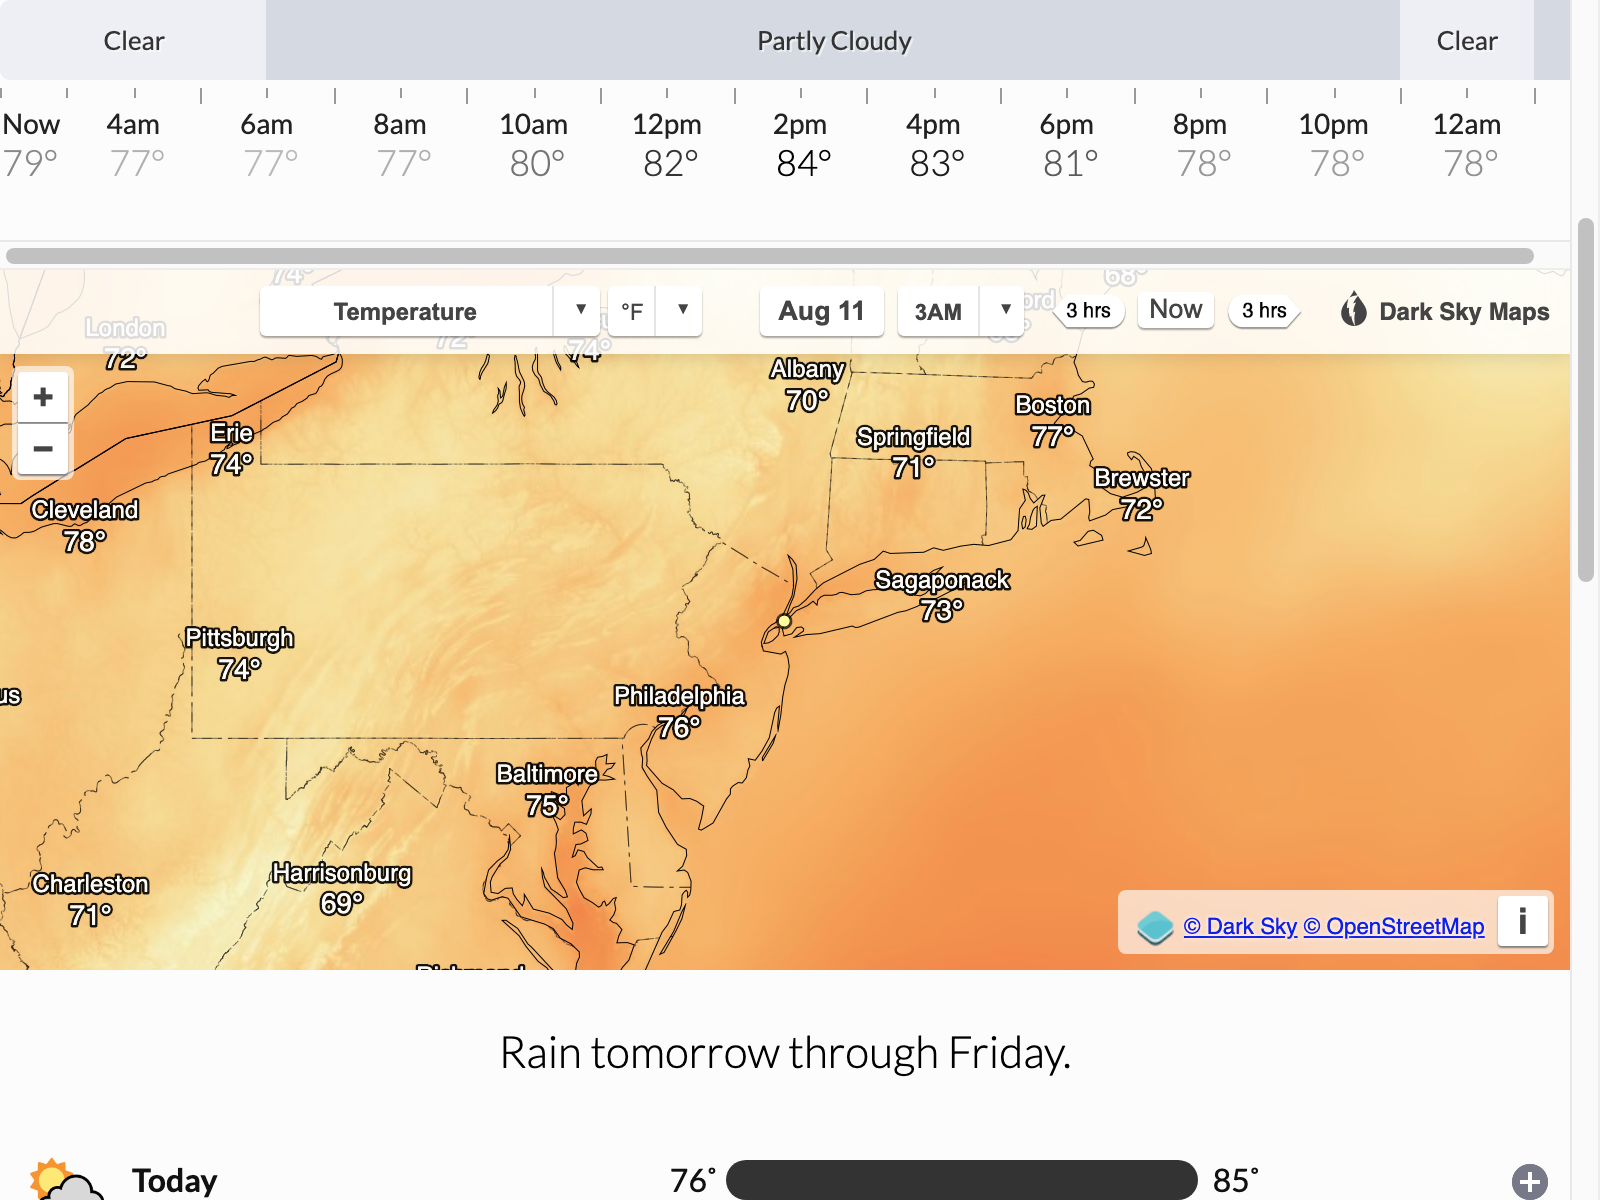 Clear Partly Cloudy Clear
Now 4am 6am 8am 10am 12pm 2pm 4pm 6pm 8pm 10pm 12am
79° 77° 77° 77° 80° 82° 84° 83° 81° 78° 78° 78°
74° 68°
Temperature ▼ °F ▼ Aug 11 3AM ▼ 3 hrs Now 3 hrs Dark Sky Maps
London
72°
72°
74°
Albany
70°
+
−
Boston
77°
Erie
74°
Springfield
71°
Brewster
72°
Cleveland
78°
Sagaponack
73°
Pittsburgh
74°
Philadelphia
76°
Baltimore
75°
Harrisonburg
69°
Charleston
71°
© Dark Sky © OpenStreetMap i
Rain tomorrow through Friday.
Today 76° 85° +